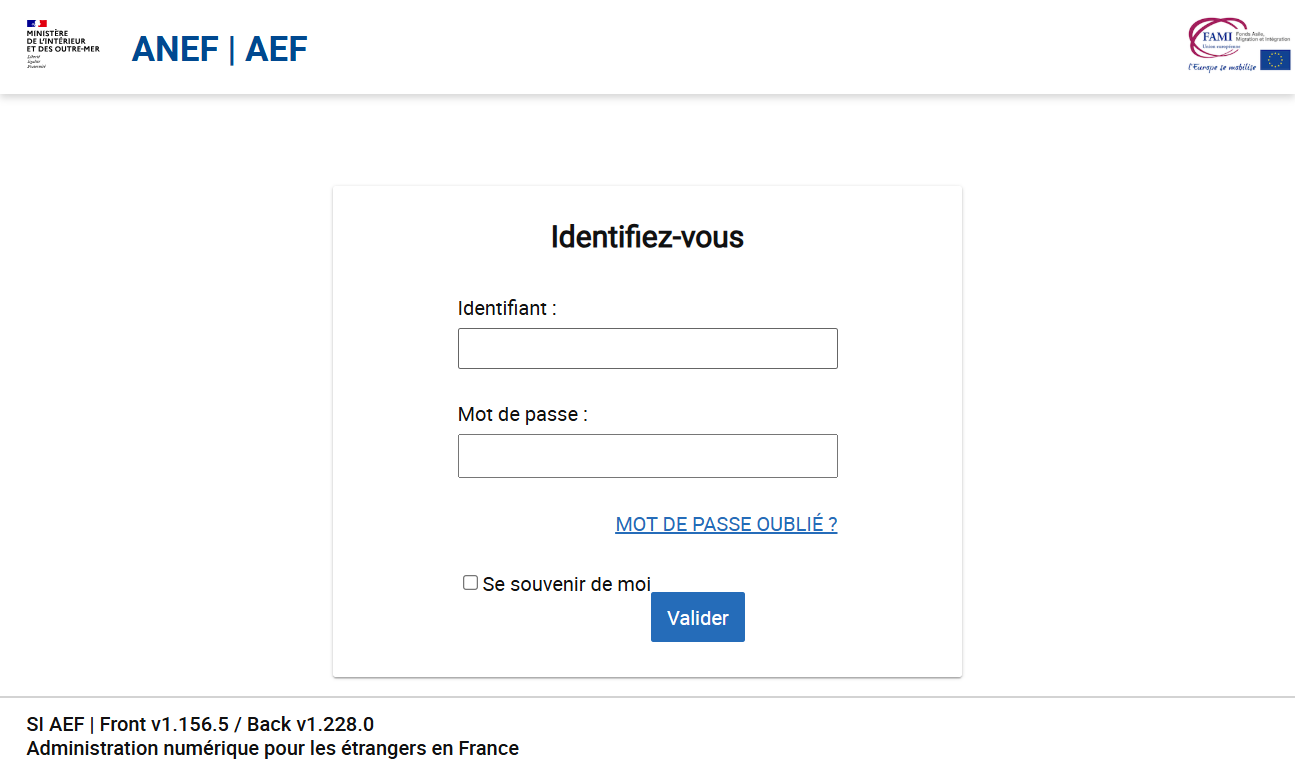 MINISTÈRE
DE L'INTÉRIEUR
ET DES OUTRE-MER
Liberté
Égalité
Fraternité
ANEF | AEF
FAMI
Fonds Asile,
Migration et Intégration
Union européenne
l'Europe se mobilise
Identifiez-vous
Identifiant :
Mot de passe :
MOT DE PASSE OUBLIÉ ?
Se souvenir de moi
Valider
SI AEF | Front v1.156.5 / Back v1.228.0
Administration numérique pour les étrangers en France